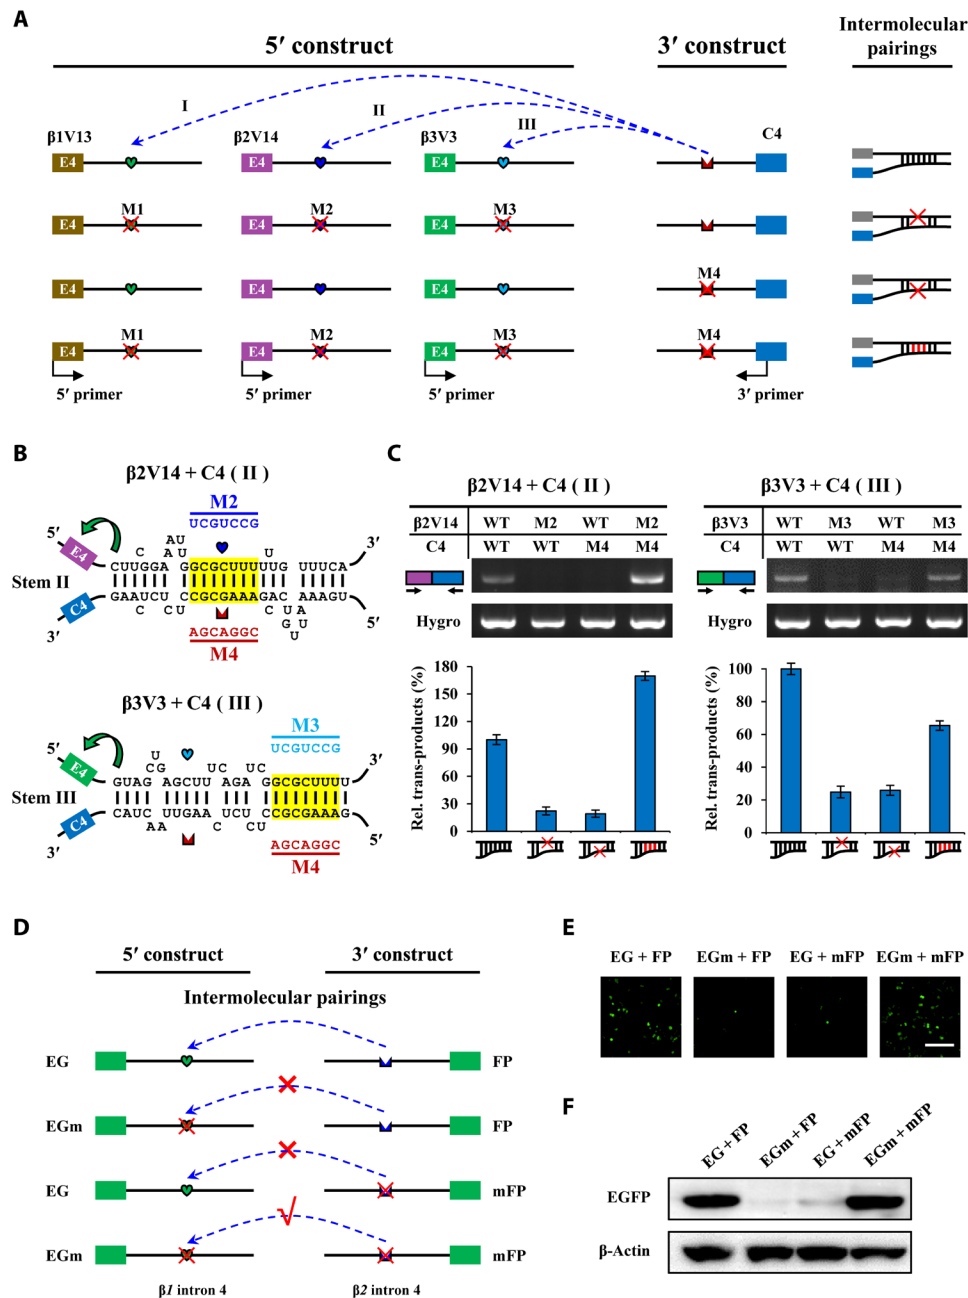 A
5′ construct
3′ construct
Intermolecular
pairings
I
II
III
β1V13
β2V14
β3V3
C4
E4
E4
E4
M1
M2
M3
E4
E4
E4
M4
E4
E4
E4
M1
M2
M3
M4
E4
E4
E4
5′ primer
5′ primer
5′ primer
3′ primer
B
β2V14 + C4 ( II )
M2
UCGUCCG
5′
E4
3′
C AU
C A U U
CUUGGA GGCGCUUUUUG UUUCA
Stem II
GAAUCUC CGCGAAAGAC AAAGU
C CU CUGUUAU
C4
3′
5′
AGCAGGC
M4
β3V3 + C4 (III)
M3
UCGUCCG
5′
E4
3′
C G
U UC UC
GUAG AGCUU AGA GGCGCUUUU
Stem III
CAUC UUGAA CUCU CCGCGAAAG
A AA C CU
C4
3′
5′
AGCAGGC
M4
C
β2V14 + C4 ( II )
β2V14 WT M2 WT M2
C4 WT WT M4 M4
Hygro
Rel. trans-products (%)
180
150
120
90
60
30
0
β3V3 + C4 ( III )
β3V3 WT M3 WT M3
C4 WT WT M4 M4
Hygro
Rel. trans-products (%)
100
80
60
40
20
0
D
5′ construct
3′ construct
Intermolecular pairings
EG
FP
EGm
FP
EG
mFP
EGm
mFP
β1 intron 4
β2 intron 4
E
EG + FP
EGm + FP
EG + mFP
EGm + mFP
F
EG + FP
EGm + FP
EG + mFP
EGm + mFP
EGFP
β-Actin